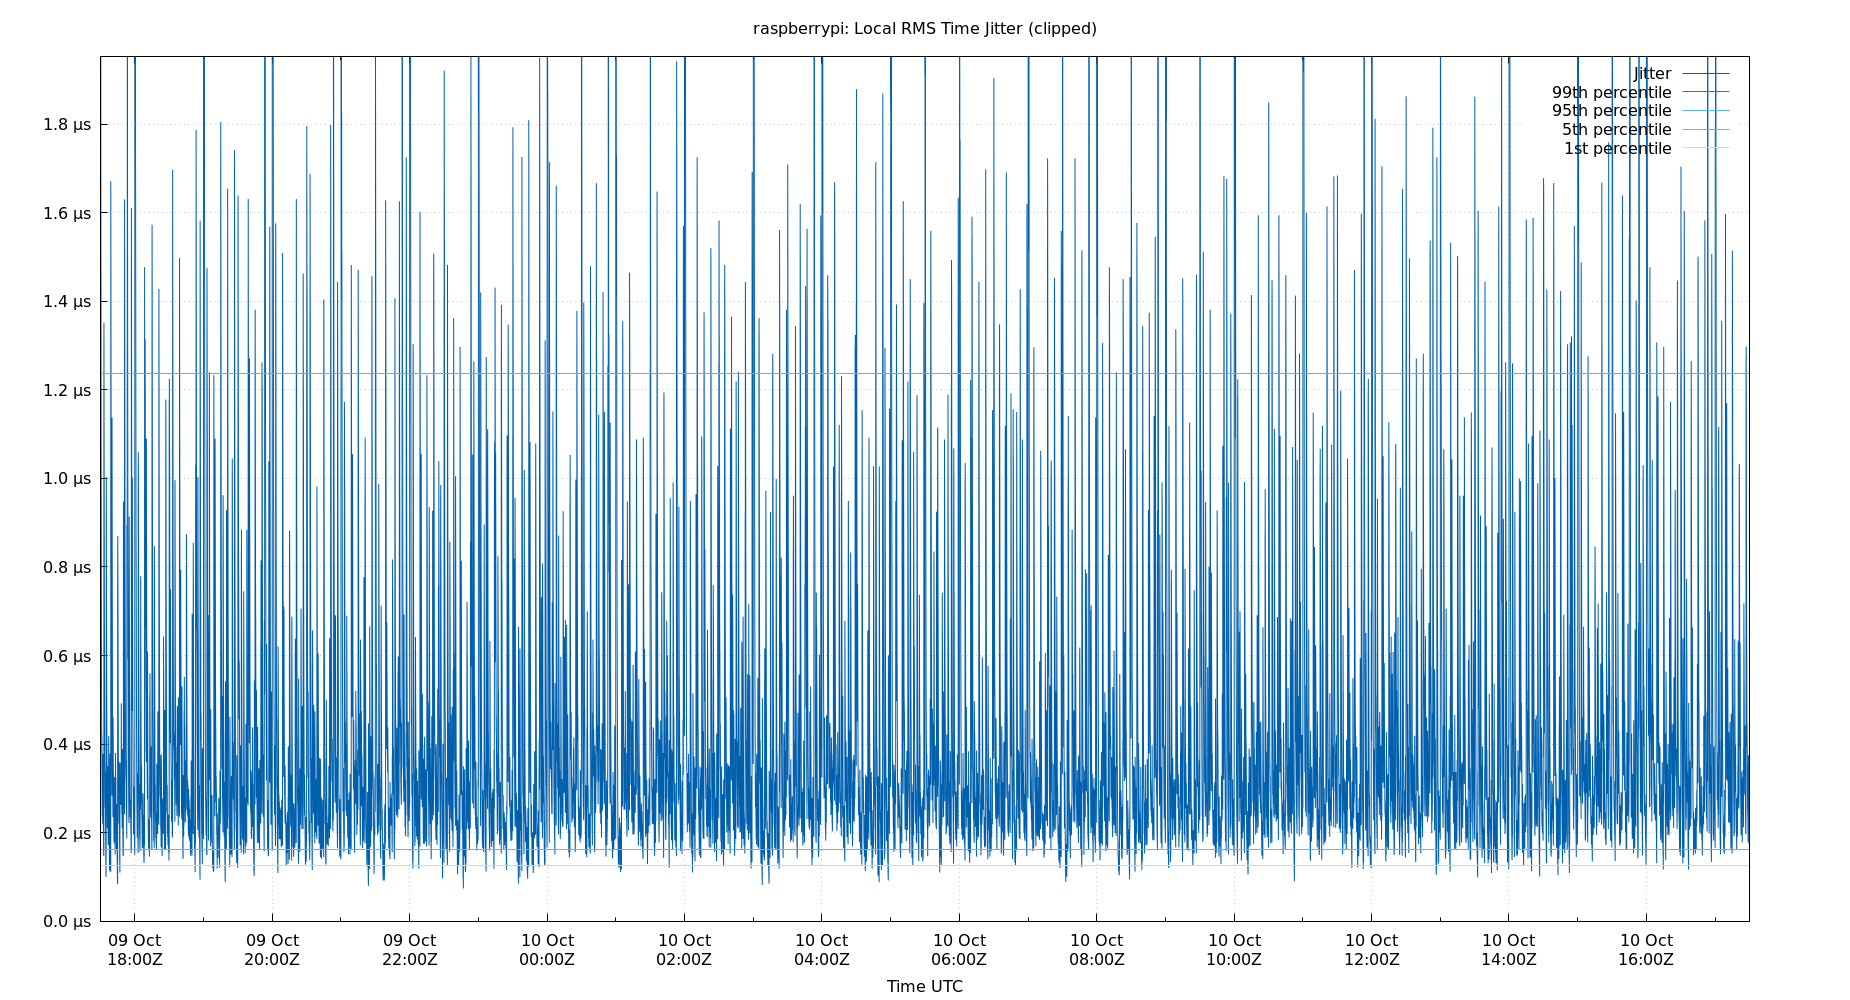 raspberrypi: Local RMS Time Jitter (clipped)
Jitter
99th percentile
95th percentile
5th percentile
1st percentile
1.8 µs
1.6 µs
1.4 µs
1.2 µs
1.0 µs
0.8 µs
0.6 µs
0.4 µs
0.2 µs
0.0 µs
09 Oct 09 Oct 09 Oct 10 Oct 10 Oct 10 Oct 10 Oct 10 Oct 10 Oct 10 Oct 10 Oct 10 Oct
18:00Z 20:00Z 22:00Z 00:00Z 02:00Z 04:00Z 06:00Z 08:00Z 10:00Z 12:00Z 14:00Z 16:00Z
Time UTC